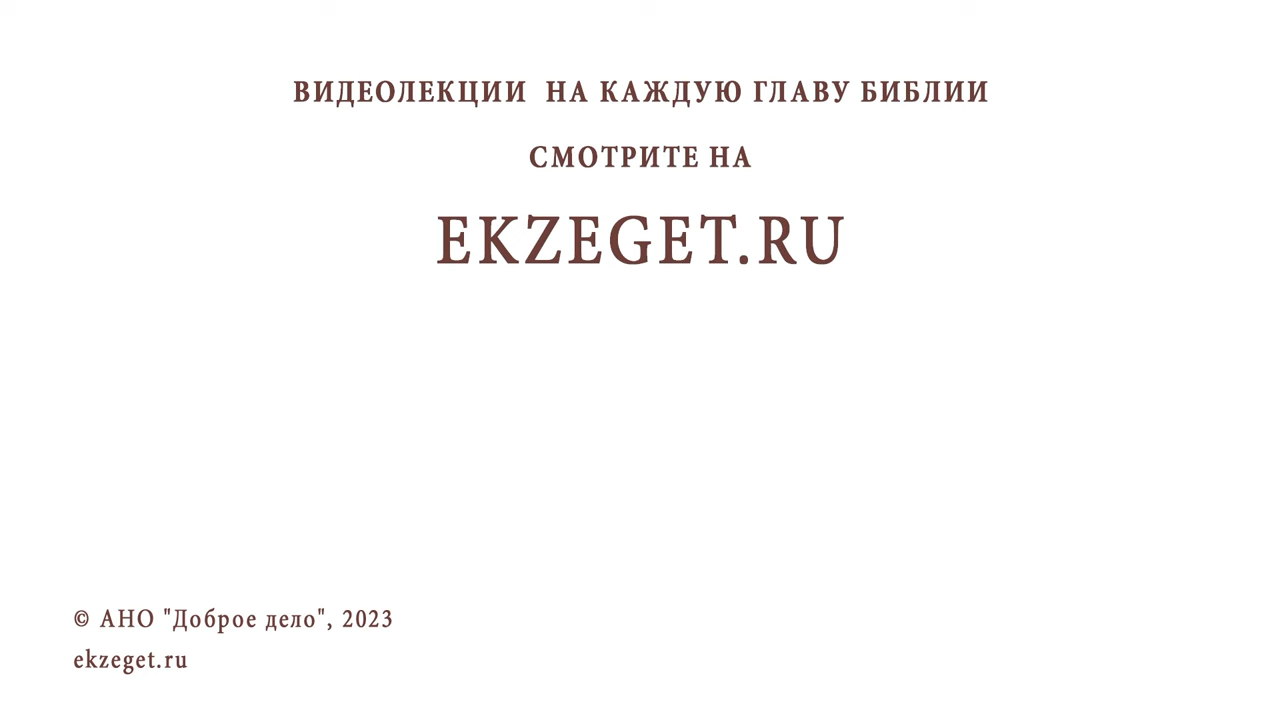 ВИДЕОЛЕКЦИИ НА КАЖДУЮ ГЛАВУ БИБЛИИ
СМОТРИТЕ НА
EKZEGET.RU
© АНО "Доброе дело", 2023
ekzeget.ru